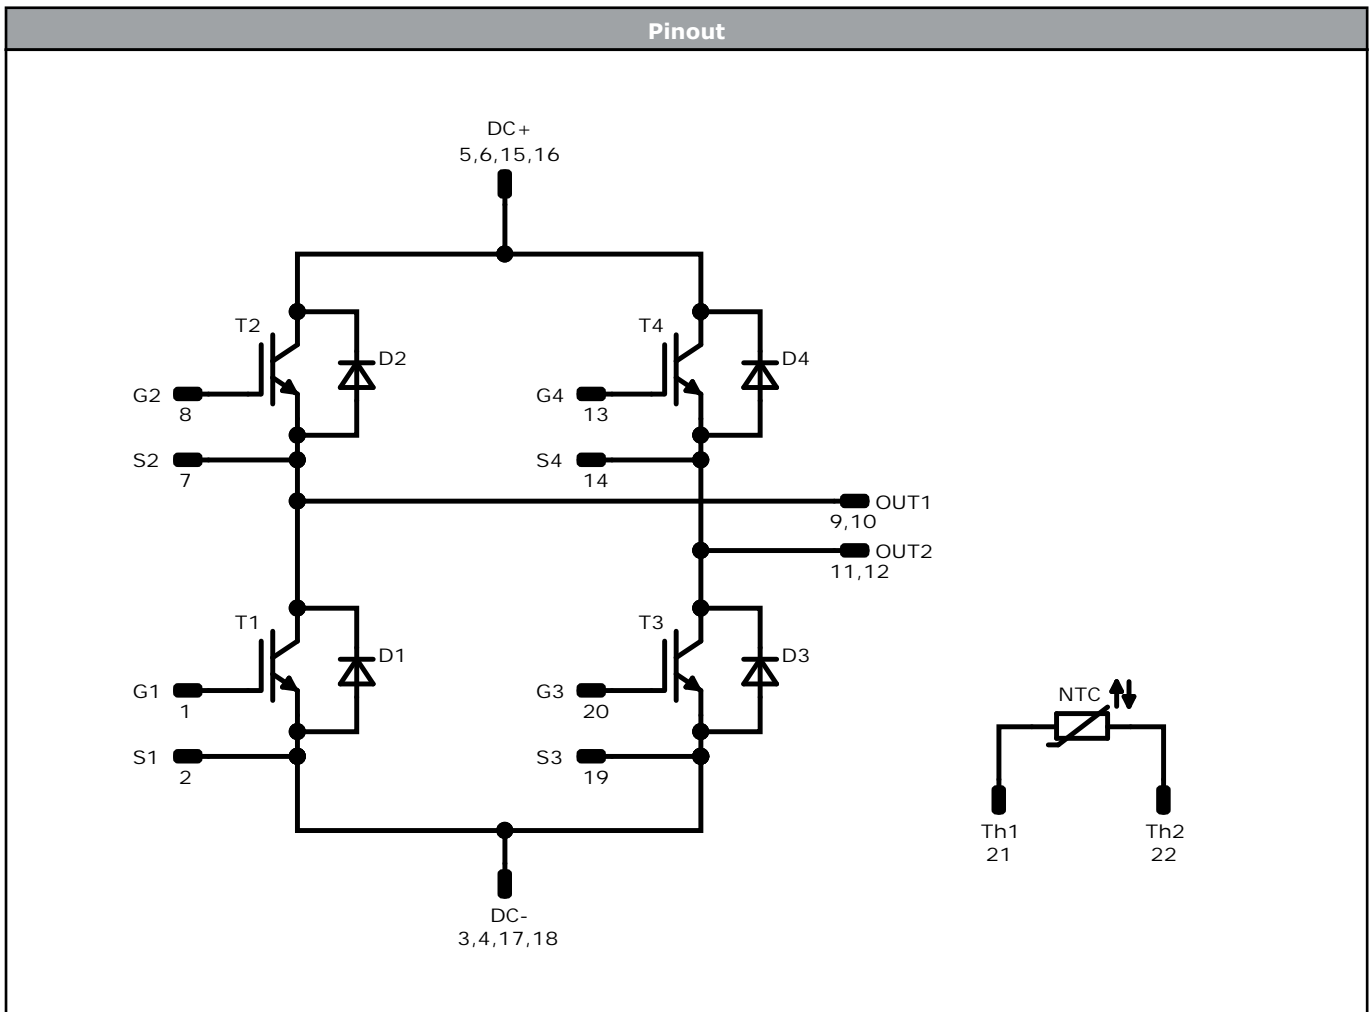 Pinout
DC+
5,6,15,16
T2
D2
G2
8
S2
7
T4
D4
G4
13
S4
14
OUT1
9,10
OUT2
11,12
T1
D1
G1
1
S1
2
T3
D3
G3
20
S3
19
NTC
Th1
21
Th2
22
DC-
3,4,17,18